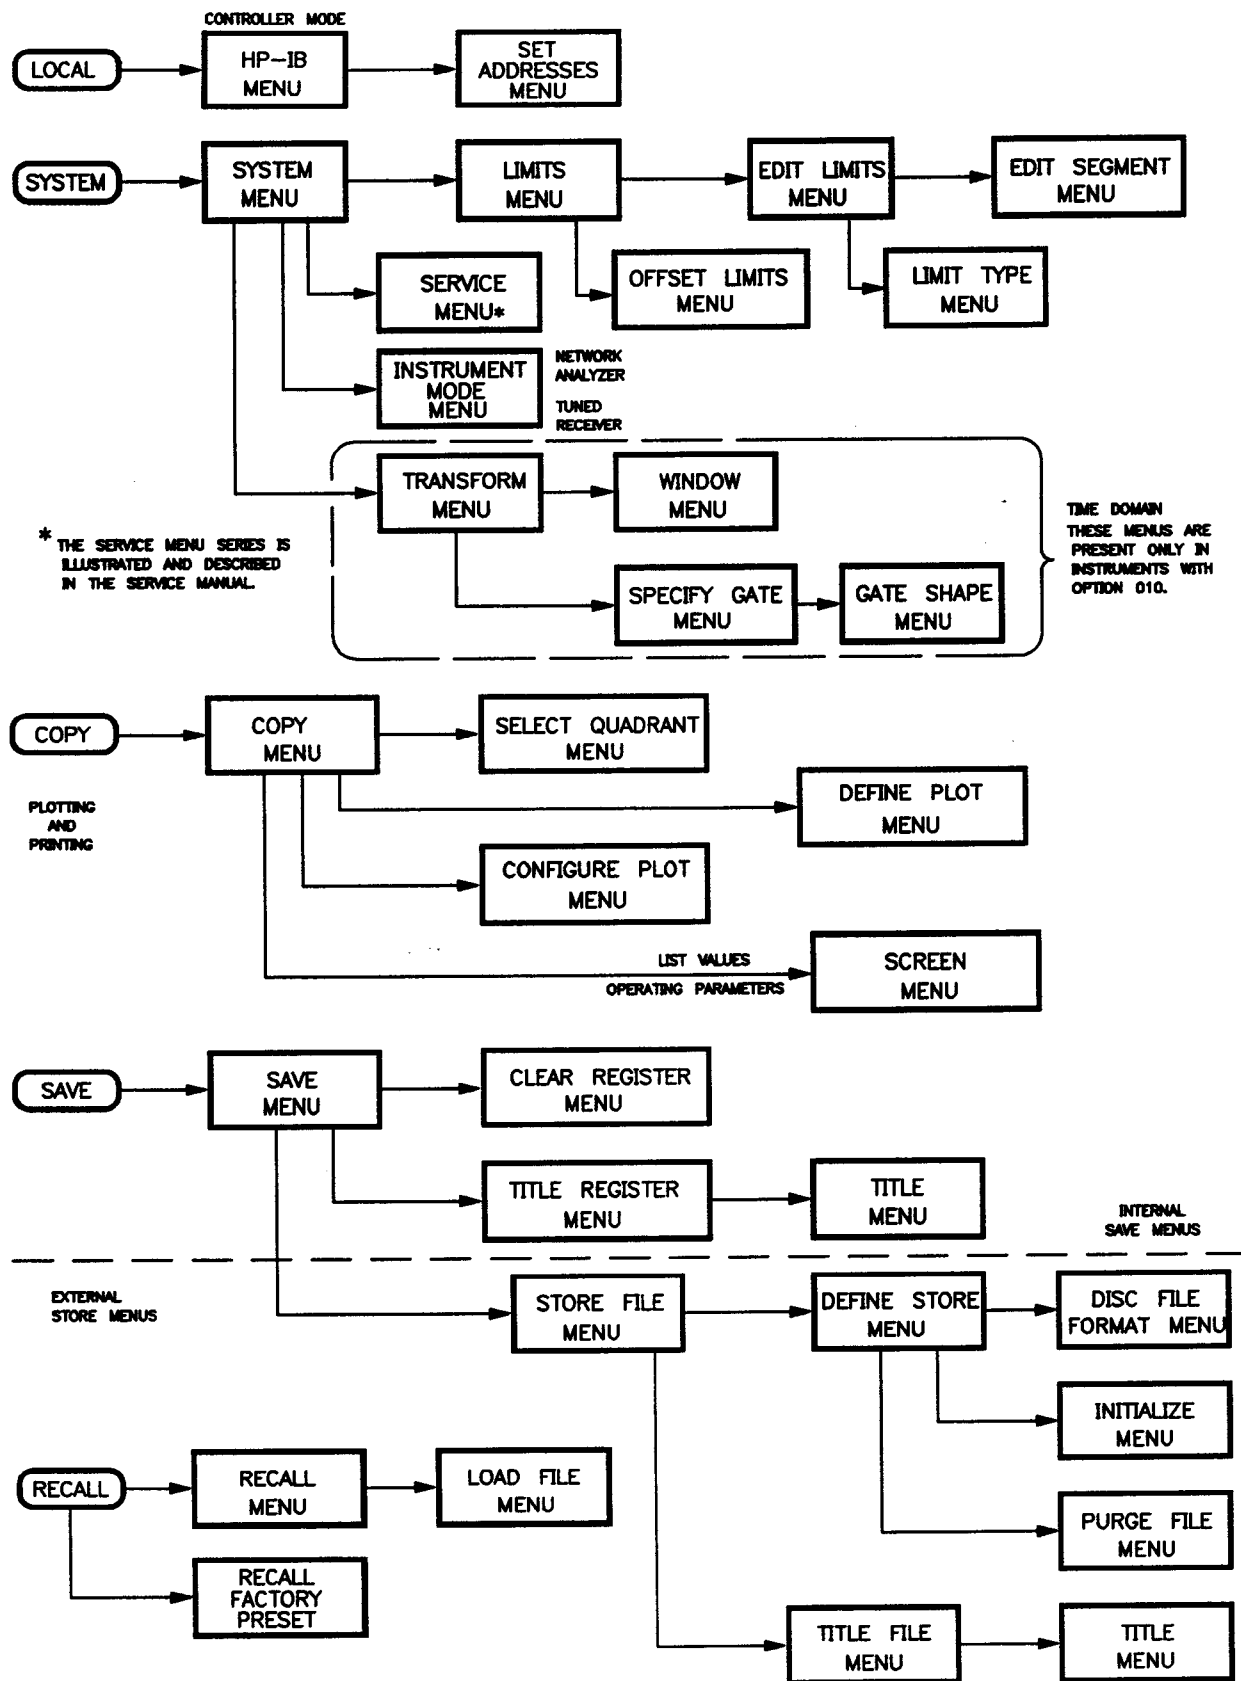 CONTROLLER MODE
LOCAL
HP-IB
MENU
SET
ADDRESSES
MENU
SYSTEM
SYSTEM
MENU
LIMITS
MENU
EDIT LIMITS
MENU
EDIT SEGMENT
MENU
SERVICE
MENU*
OFFSET LIMITS
MENU
LIMIT TYPE
MENU
INSTRUMENT
MODE
MENU
NETWORK
ANALYZER
TUNED
RECEIVER
TRANSFORM
MENU
WINDOW
MENU
SPECIFY GATE
MENU
GATE SHAPE
MENU
TIME DOMAIN
THESE MENUS ARE
PRESENT ONLY IN
INSTRUMENTS WITH
OPTION 010.
* THE SERVICE MENU SERIES IS
ILLUSTRATED AND DESCRIBED
IN THE SERVICE MANUAL.
COPY
COPY
MENU
SELECT QUADRANT
MENU
PLOTTING
AND
PRINTING
DEFINE PLOT
MENU
CONFIGURE PLOT
MENU
LIST VALUES
OPERATING PARAMETERS
SCREEN
MENU
SAVE
SAVE
MENU
CLEAR REGISTER
MENU
TITLE REGISTER
MENU
TITLE
MENU
INTERNAL
SAVE MENUS
EXTERNAL
STORE MENUS
STORE FILE
MENU
DEFINE STORE
MENU
DISC FILE
FORMAT MENU
INITIALIZE
MENU
PURGE FILE
MENU
RECALL
RECALL
MENU
LOAD FILE
MENU
RECALL
FACTORY
PRESET
TITLE FILE
MENU
TITLE
MENU